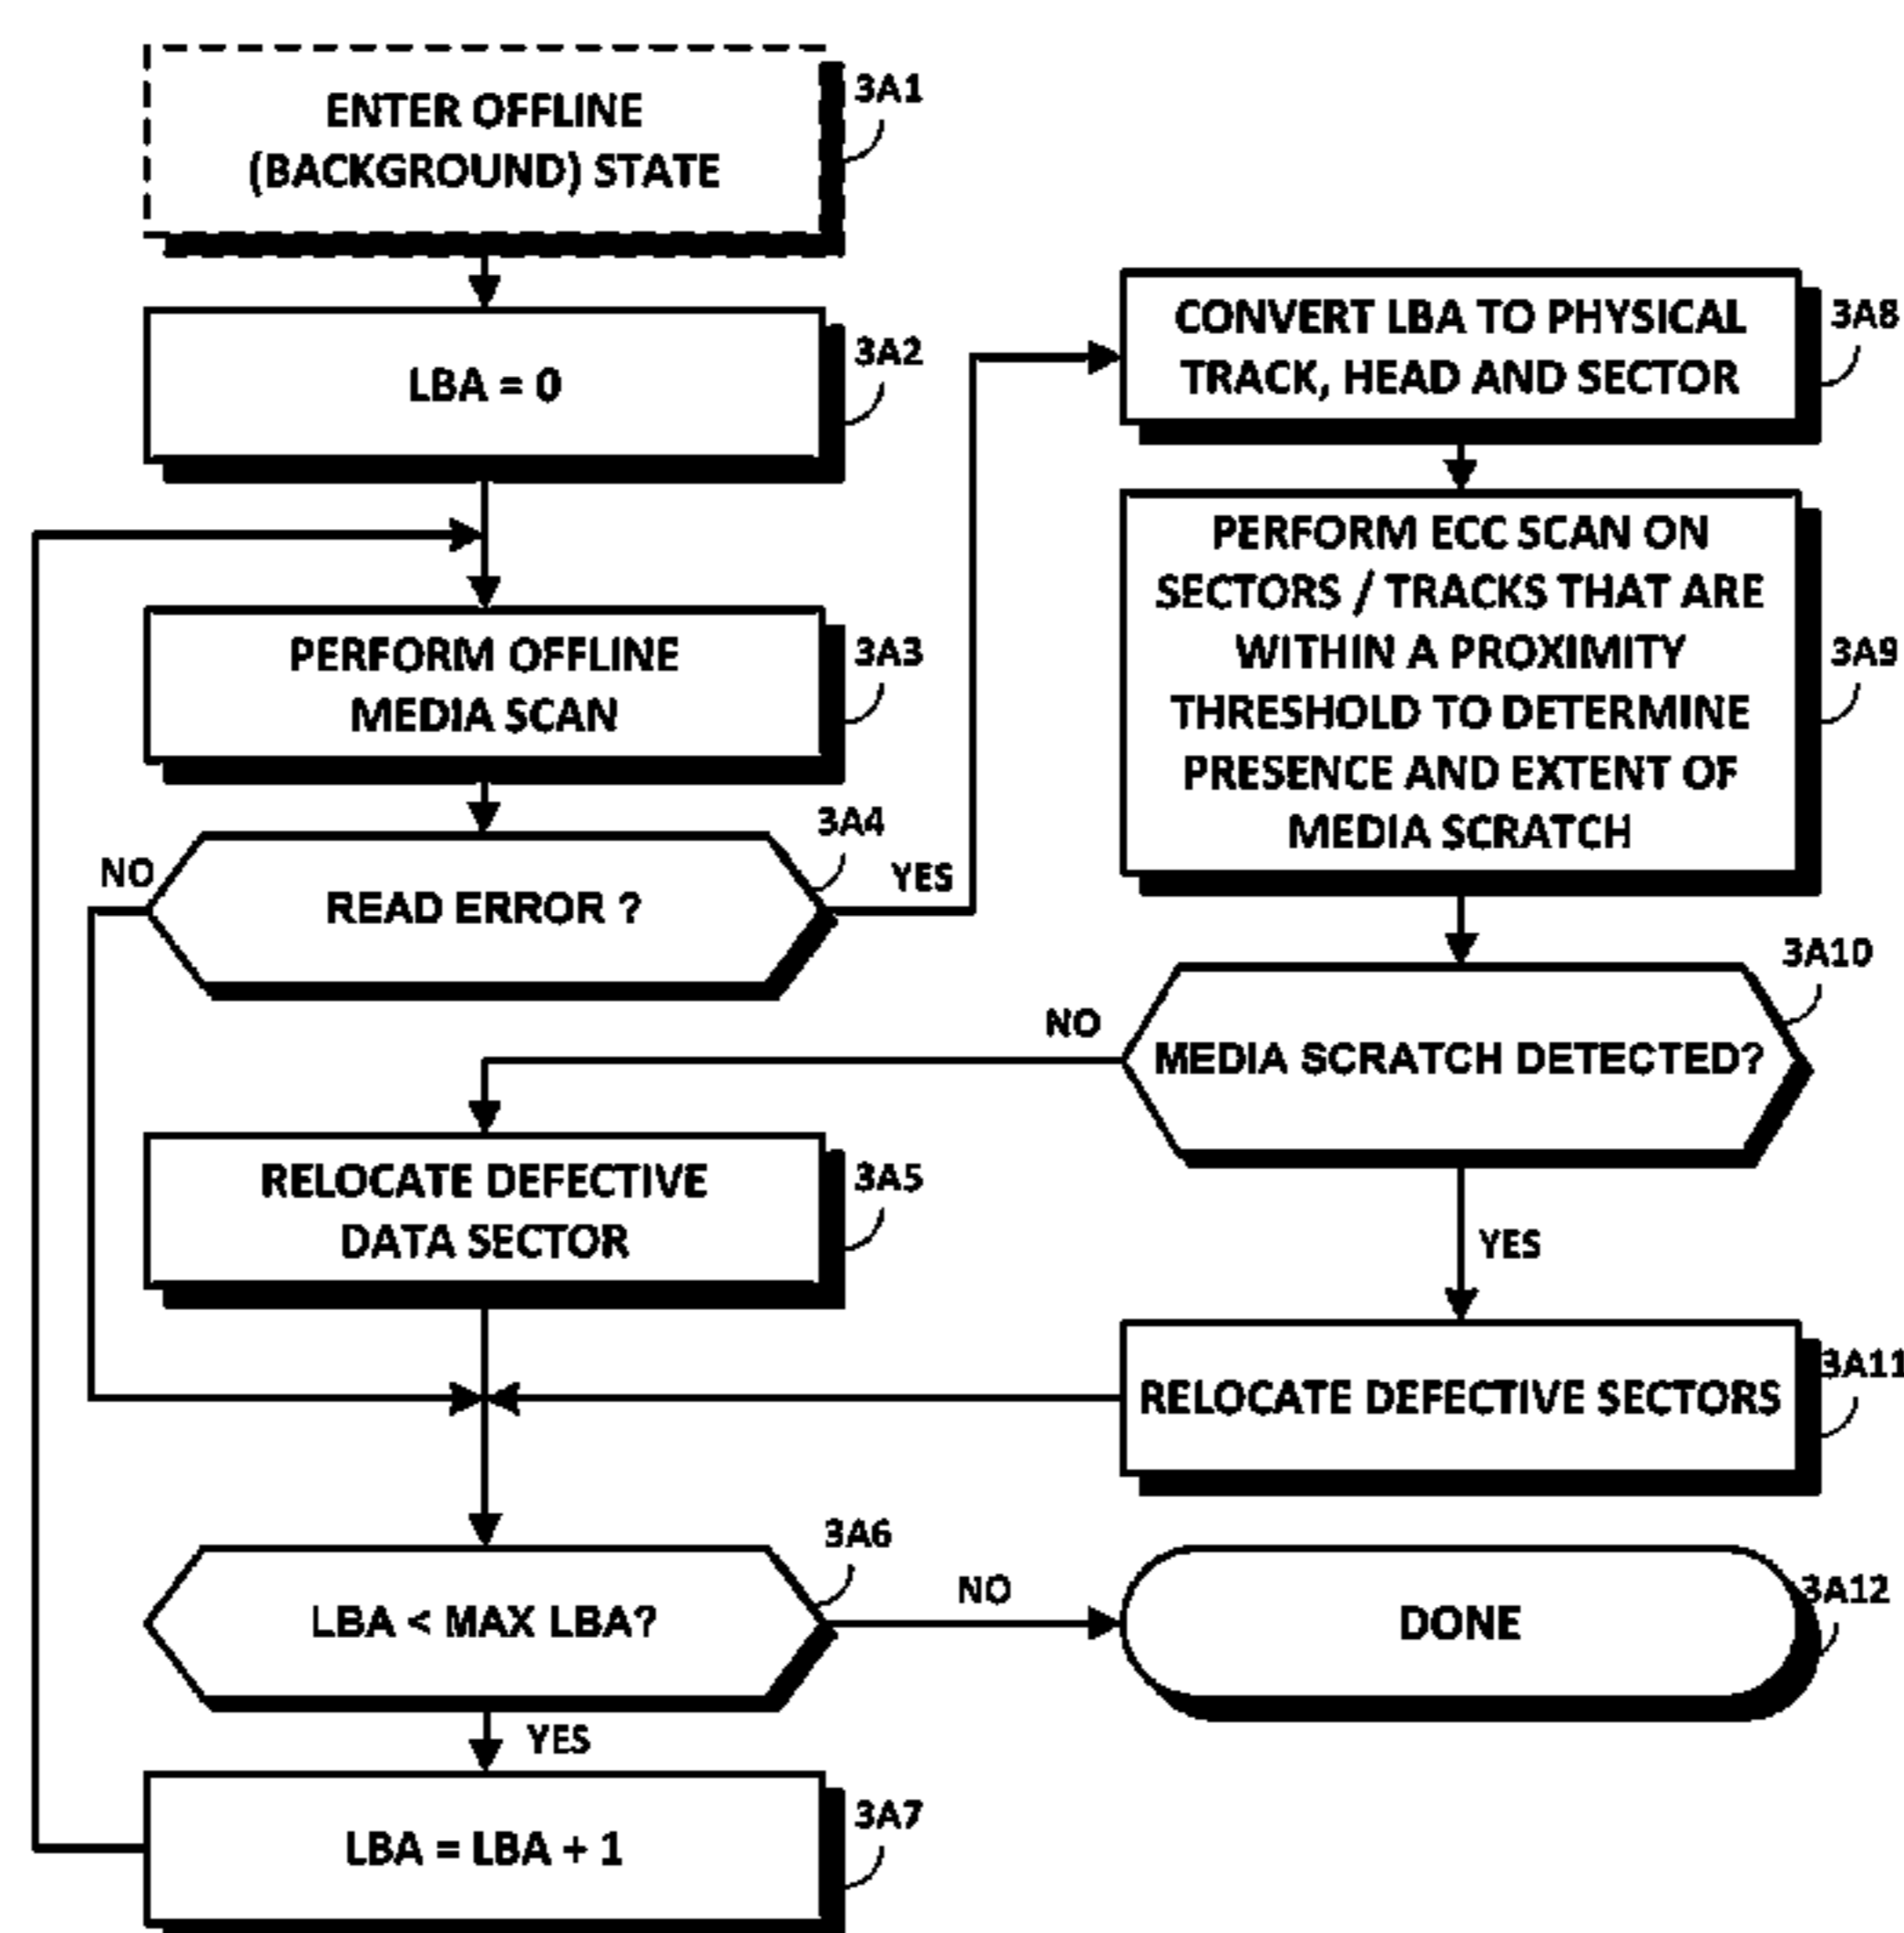 ENTER OFFLINE
(BACKGROUND) STATE
3A1
LBA = 0
3A2
PERFORM OFFLINE
MEDIA SCAN
3A3
READ ERROR ?
3A4
NO
YES
RELOCATE DEFECTIVE
DATA SECTOR
3A5
LBA < MAX LBA?
3A6
NO
YES
LBA = LBA + 1
3A7
CONVERT LBA TO PHYSICAL
TRACK, HEAD AND SECTOR
3A8
PERFORM ECC SCAN ON
SECTORS / TRACKS THAT ARE
WITHIN A PROXIMITY
THRESHOLD TO DETERMINE
PRESENCE AND EXTENT OF
MEDIA SCRATCH
3A9
MEDIA SCRATCH DETECTED?
3A10
NO
YES
RELOCATE DEFECTIVE SECTORS
3A11
DONE
3A12